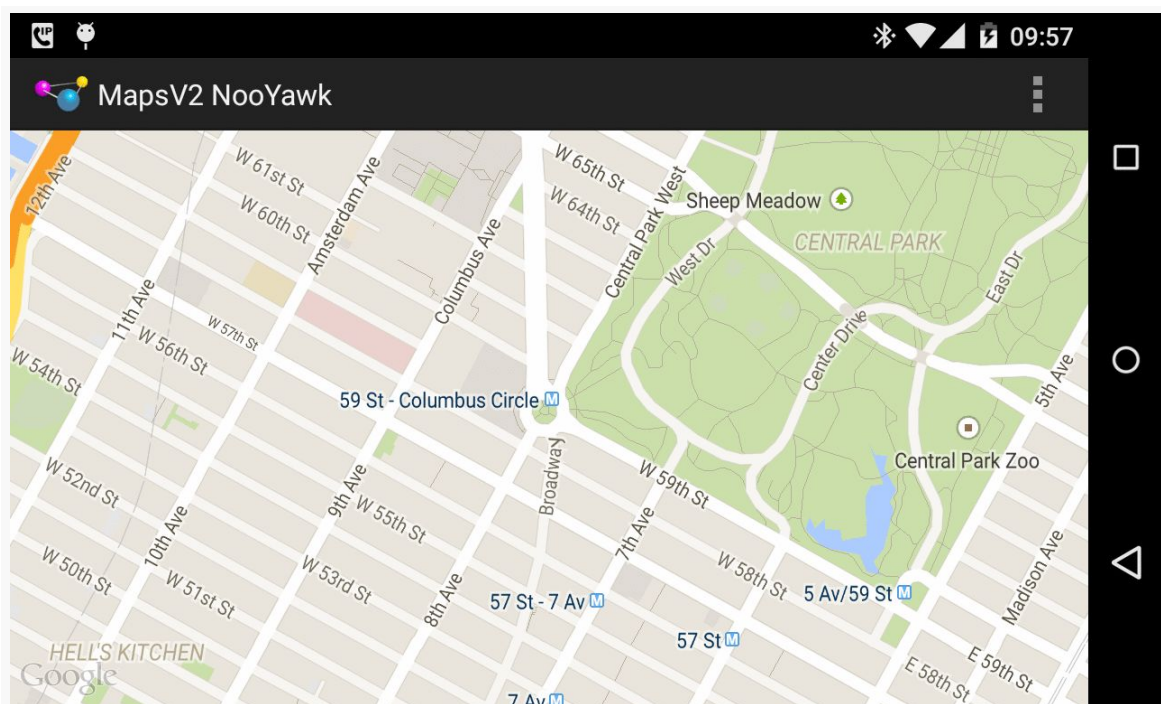 09:57
MapsV2 NooYawk
12th Ave
W 61st St
Amsterdam Ave
W 65th St
Central Park West
Sheep Meadow
W 60th St
W 64th St
CENTRAL PARK
Columbus Ave
West Dr
East Dr
11th Ave
W 57th St
W 56th St
Center Drive
W 54th St
59 St - Columbus Circle M
5th Ave
Central Park Zoo
W 52nd St
9th Ave
Broadway
W 59th St
W 55th St
10th Ave
7th Ave
W 50th St
W 51st St
W 53rd St
8th Ave
57 St - 7 Av M
W 58th St
5 Av/59 St M
Madison Ave
57 St M
HELL'S KITCHEN
Google
E 58th St
E 59th St
7 Av M